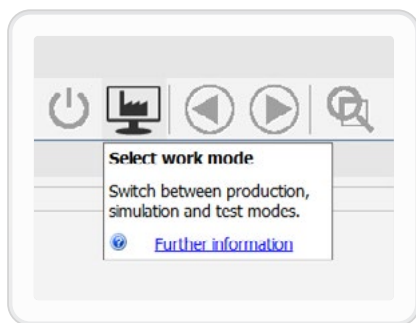 Select work mode
Switch between production,
simulation and test modes.
Further information